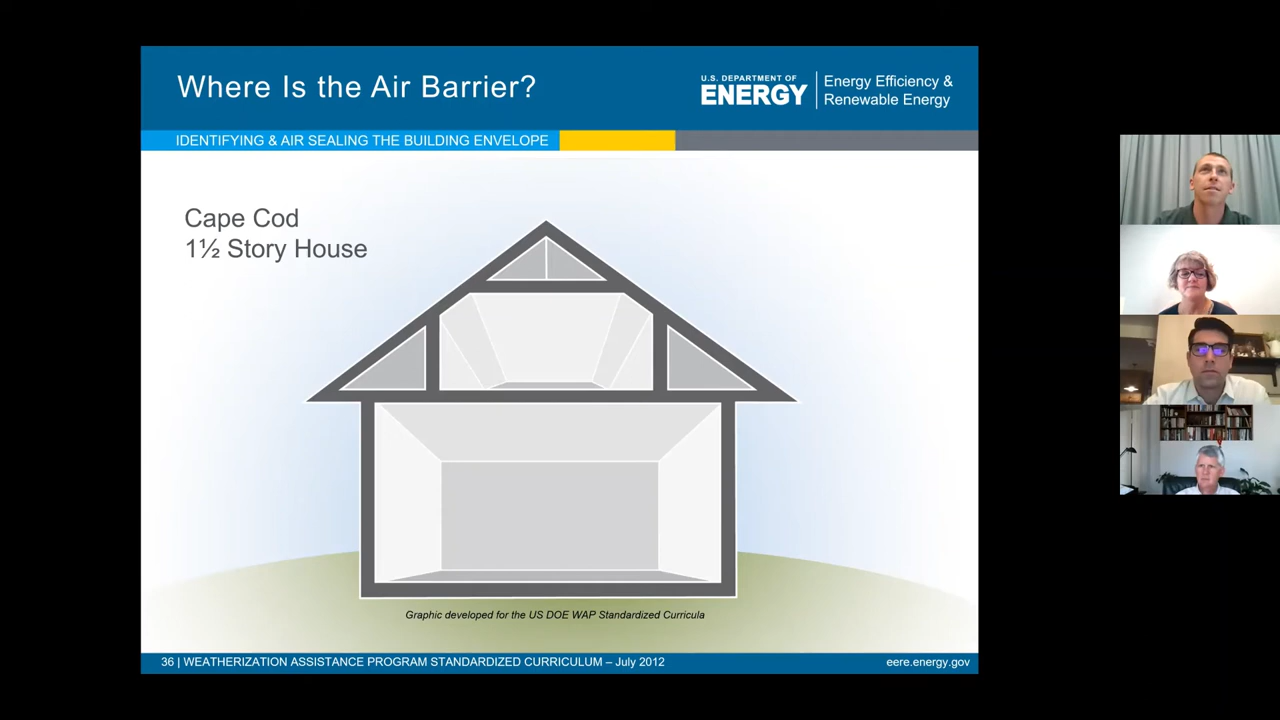 Where Is the Air Barrier?
U.S. DEPARTMENT OF
ENERGY
Energy Efficiency &
Renewable Energy
IDENTIFYING & AIR SEALING THE BUILDING ENVELOPE
Cape Cod
1½ Story House
Graphic developed for the US DOE WAP Standardized Curricula
36 | WEATHERIZATION ASSISTANCE PROGRAM STANDARDIZED CURRICULUM – July 2012
eere.energy.gov